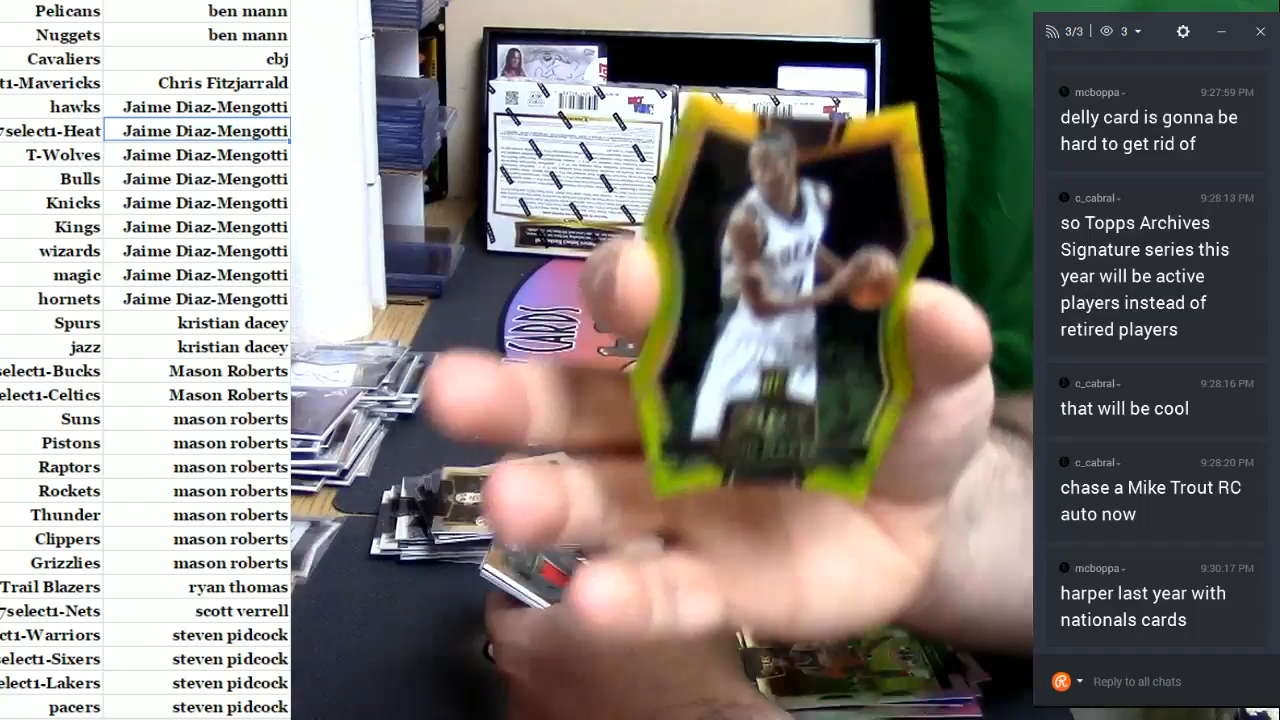 Pelicans ben mann
Nuggets ben mann
Cavaliers cbj
t1-Mavericks Chris Fitzjarrald
hawks Jaime Diaz-Mengotti
7select1-Heat Jaime Diaz-Mengotti
T-Wolves Jaime Diaz-Mengotti
Bulls Jaime Diaz-Mengotti
Knicks Jaime Diaz-Mengotti
Kings Jaime Diaz-Mengotti
wizards Jaime Diaz-Mengotti
magic Jaime Diaz-Mengotti
hornets Jaime Diaz-Mengotti
Spurs kristian dacey
jazz kristian dacey
select1-Bucks Mason Roberts
elect1-Celtics Mason Roberts
Suns mason roberts
Pistons mason roberts
Raptors mason roberts
Rockets mason roberts
Thunder mason roberts
Clippers mason roberts
Grizzlies mason roberts
Trail Blazers ryan thomas
7select1-Nets scott verrell
ct1-Warriors steven pidcock
elect1-Sixers steven pidcock
elect1-Lakers steven pidcock
pacers steven pidcock
CARDS
3/3 3
mcboppa 9:27:59 PM
delly card is gonna be
hard to get rid of
c_cabral 9:28:13 PM
so Topps Archives
Signature series this
year will be active
players instead of
retired players
c_cabral 9:28:16 PM
that will be cool
c_cabral 9:28:20 PM
chase a Mike Trout RC
auto now
mcboppa 9:30:17 PM
harper last year with
nationals cards
Reply to all chats